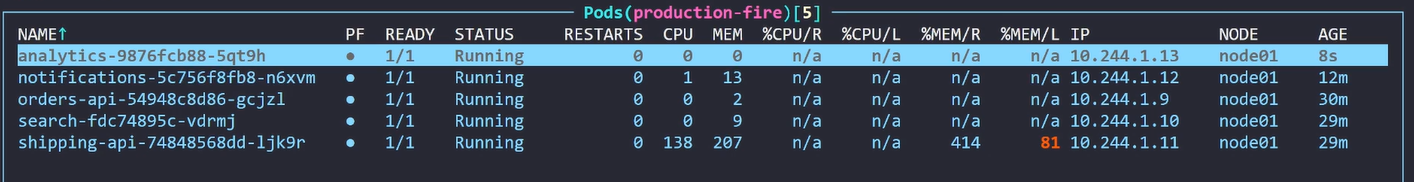 Pods(production-fire)[5]
NAME↑ PF READY STATUS RESTARTS CPU MEM %CPU/R %CPU/L %MEM/R %MEM/L IP NODE AGE
analytics-9876fcb88-5qt9h ● 1/1 Running 0 0 0 n/a n/a n/a n/a 10.244.1.13 node01 8s
notifications-5c756f8fb8-n6xvm ● 1/1 Running 0 1 13 n/a n/a n/a n/a 10.244.1.12 node01 12m
orders-api-54948c8d86-gcjzl ● 1/1 Running 0 0 2 n/a n/a n/a n/a 10.244.1.9 node01 30m
search-fdc74895c-vdrmj ● 1/1 Running 0 0 9 n/a n/a n/a n/a 10.244.1.10 node01 29m
shipping-api-74848568dd-ljk9r ● 1/1 Running 0 138 207 n/a n/a 414 81 10.244.1.11 node01 29m